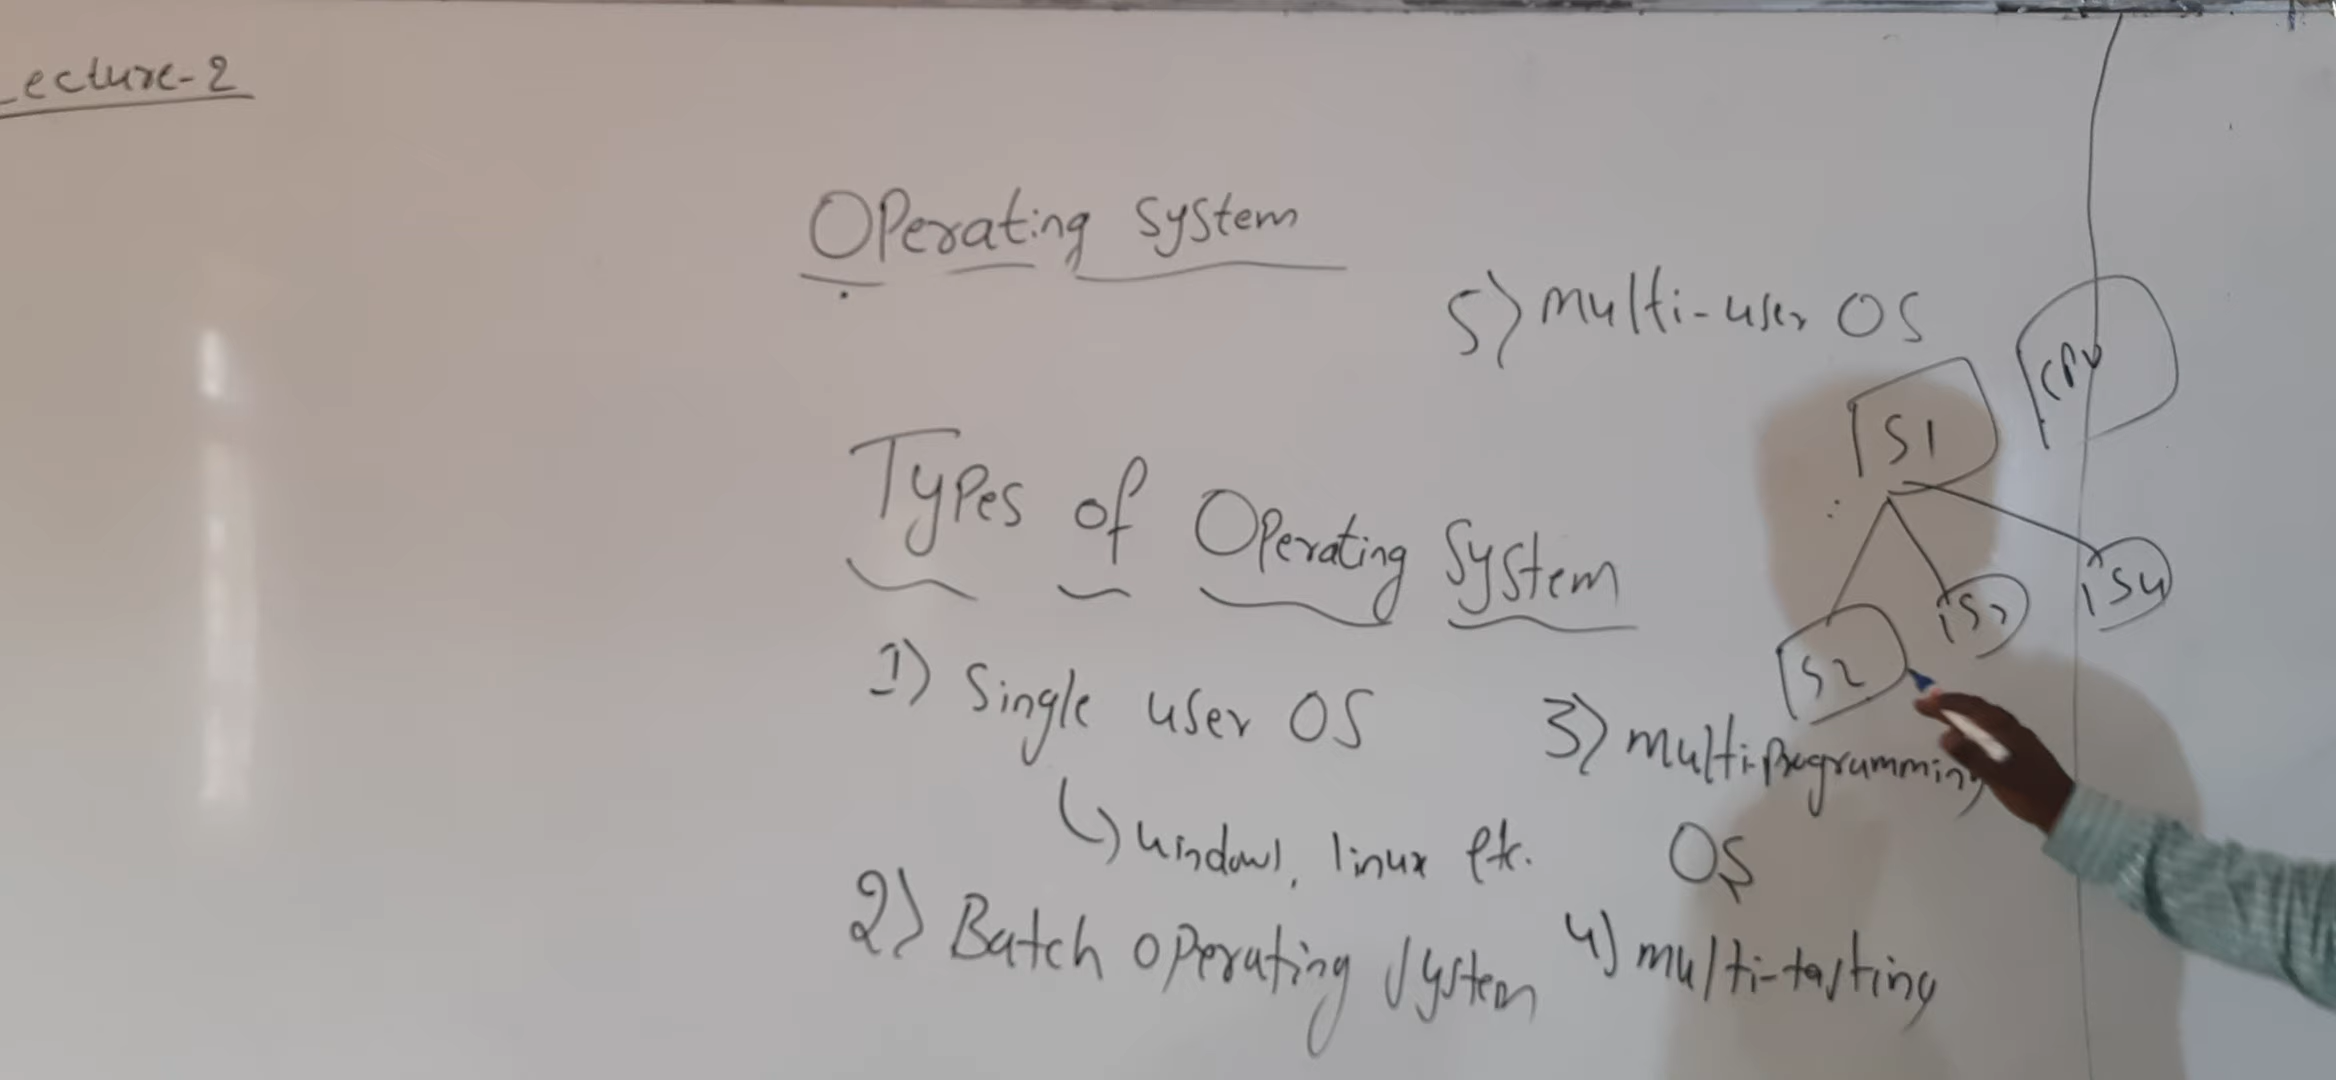 Lecture-2
Operating System
5) multi-user OS
CPU
S1
S2
S3
S4
Types of Operating System
1) Single user OS
↳ windows, linux etc.
2) Batch operating system
3) multi-programming
OS
4) multi-tasting